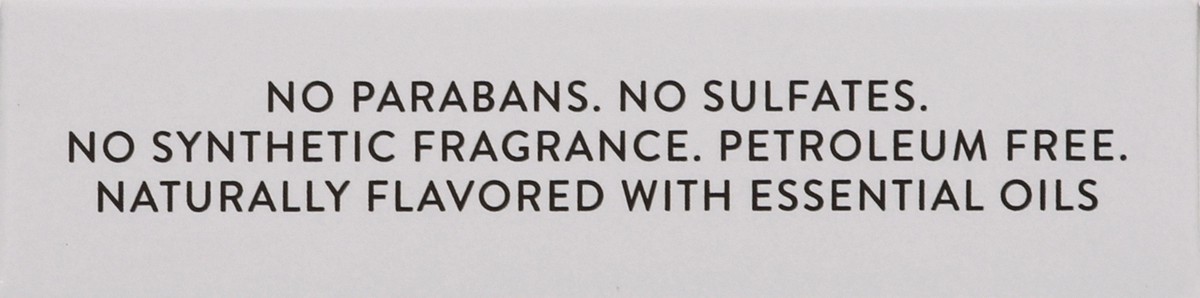 NO PARABANS. NO SULFATES.
NO SYNTHETIC FRAGRANCE. PETROLEUM FREE.
NATURALLY FLAVORED WITH ESSENTIAL OILS